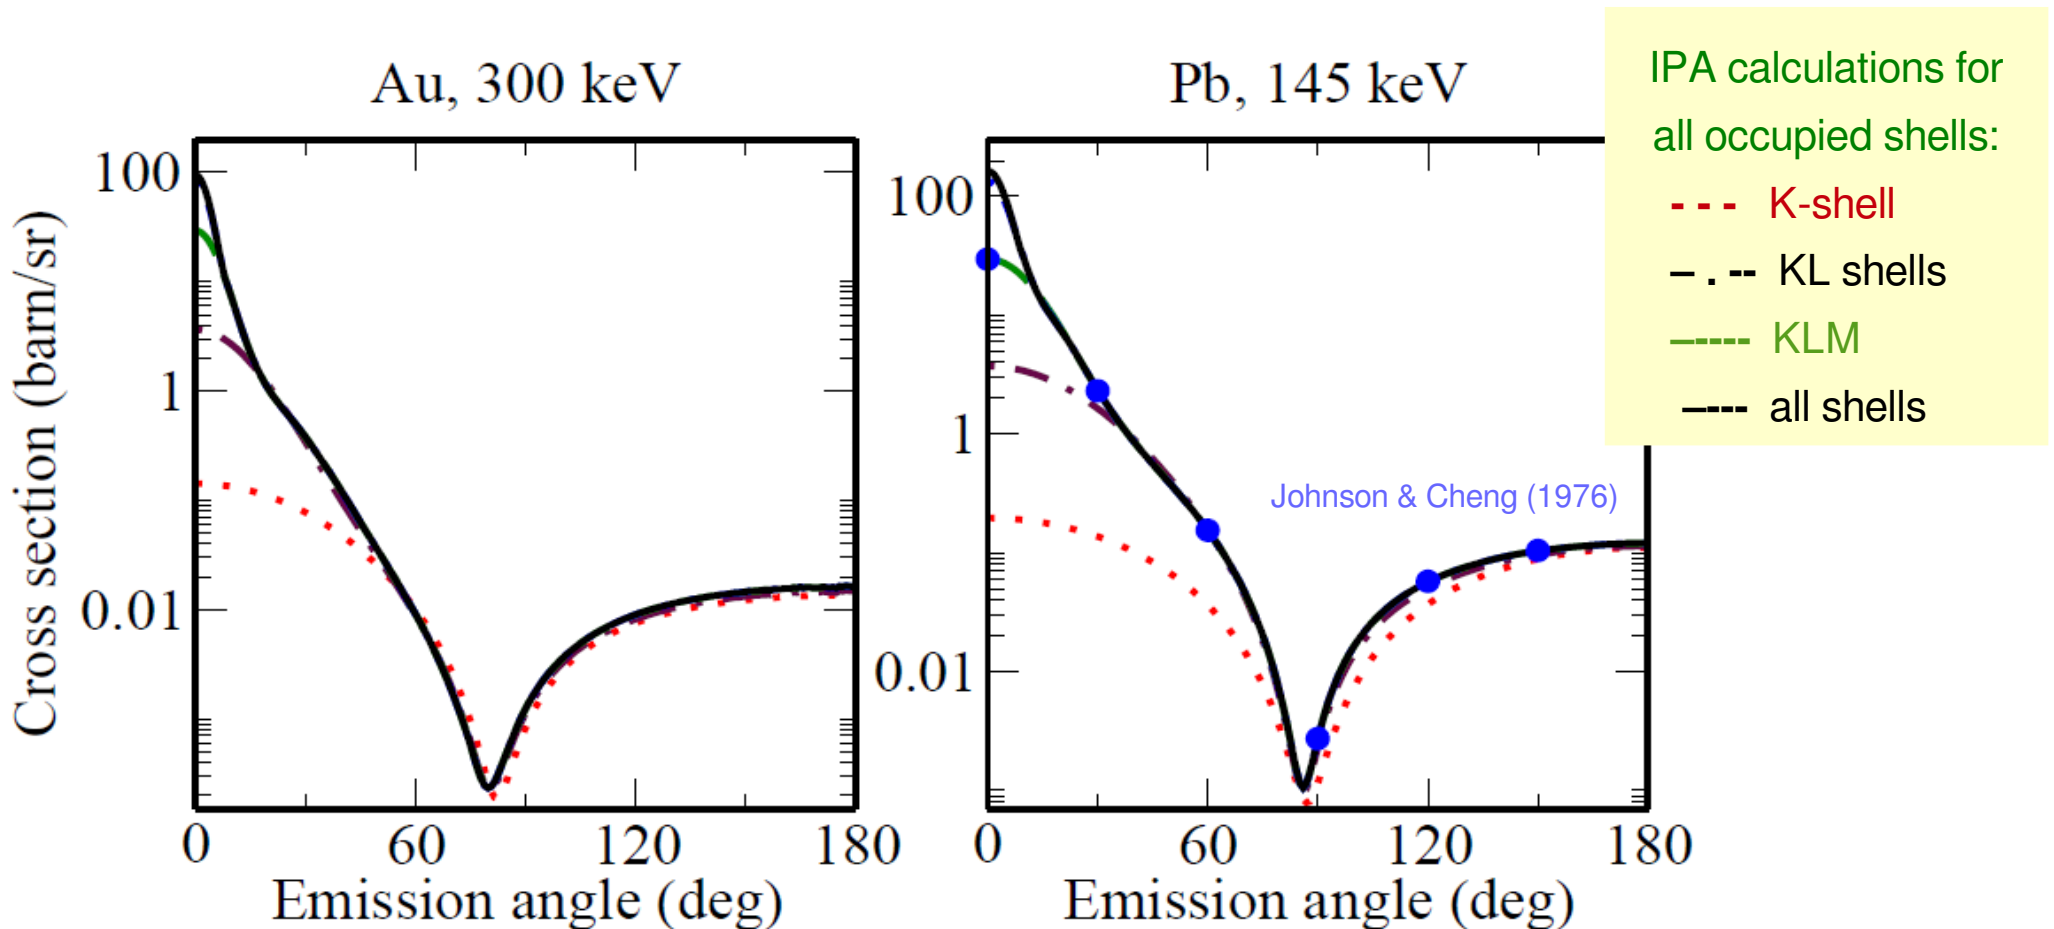 Au, 300 keV
Cross section (barn/sr)
100
1
0.01
0
60
120
180
Emission angle (deg)
Pb, 145 keV
100
1
0.01
Johnson & Cheng (1976)
0
60
120
180
Emission angle (deg)
IPA calculations for
all occupied shells:
K-shell
KL shells
KLM
all shells